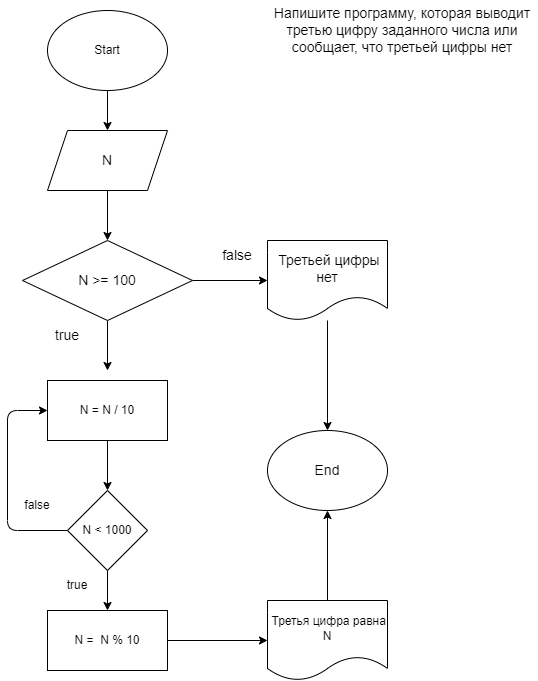 Напишите программу, которая выводит
третью цифру заданного числа или
сообщает, что третьей цифры нет
Start
N
N >= 100
false
Третьей цифры
нет
true
N = N / 10
End
false
N < 1000
true
N =  N % 10
Третья цифра равна
N